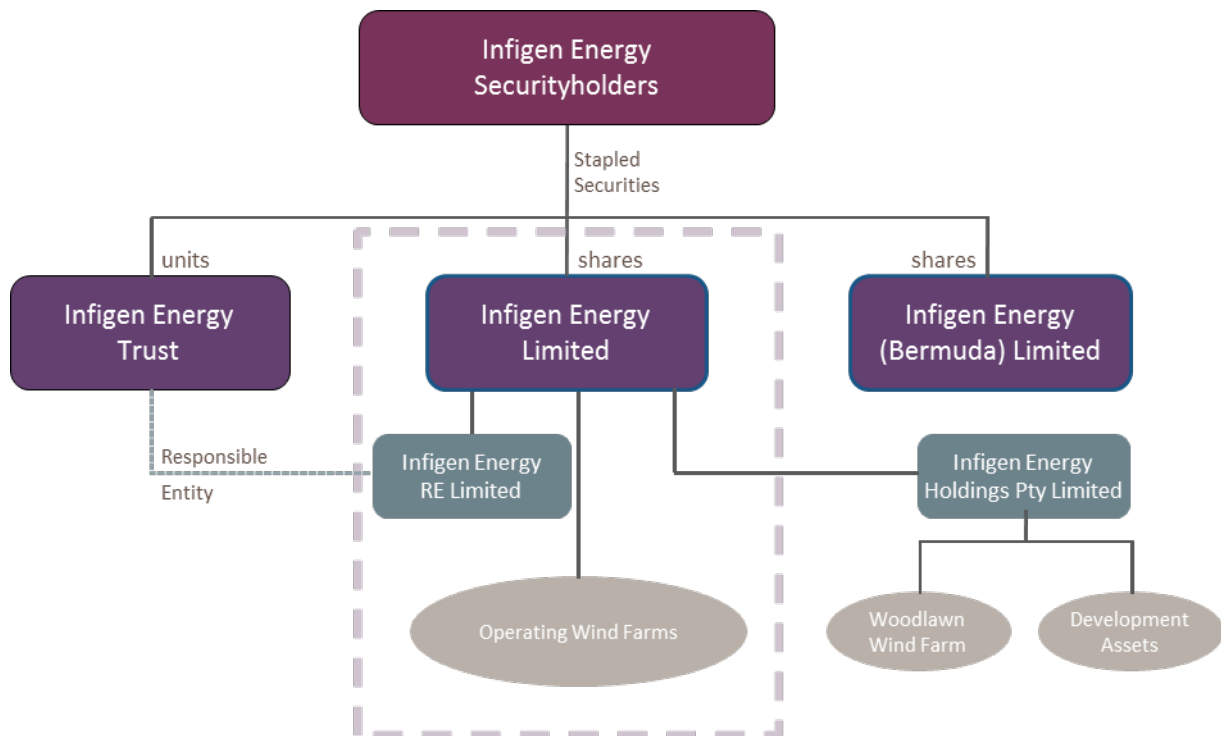 Infigen Energy
Securityholders
Stapled
Securities
units
shares
shares
Infigen Energy
Trust
Infigen Energy
Limited
Infigen Energy
(Bermuda) Limited
Responsible
Entity
Infigen Energy
RE Limited
Infigen Energy
Holdings Pty Limited
Operating Wind Farms
Woodlawn
Wind Farm
Development
Assets